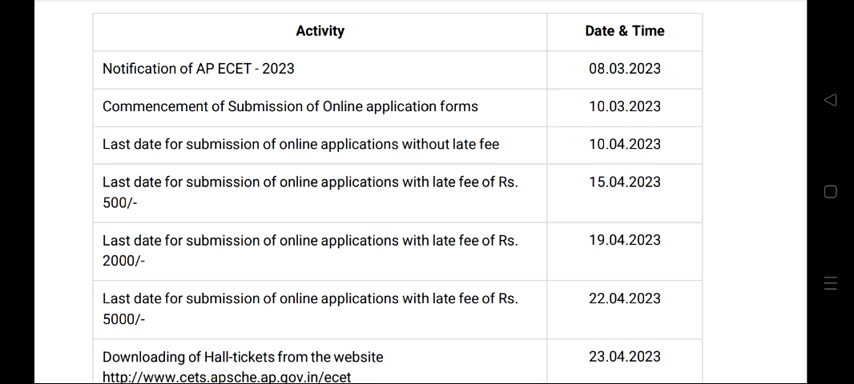 Activity Date & Time
Notification of AP ECET - 2023 08.03.2023
Commencement of Submission of Online application forms 10.03.2023
Last date for submission of online applications without late fee 10.04.2023
Last date for submission of online applications with late fee of Rs. 15.04.2023
500/-
Last date for submission of online applications with late fee of Rs. 19.04.2023
2000/-
Last date for submission of online applications with late fee of Rs. 22.04.2023
5000/-
Downloading of Hall-tickets from the website 23.04.2023
http://www.cets.apsche.ap.gov.in/ecet